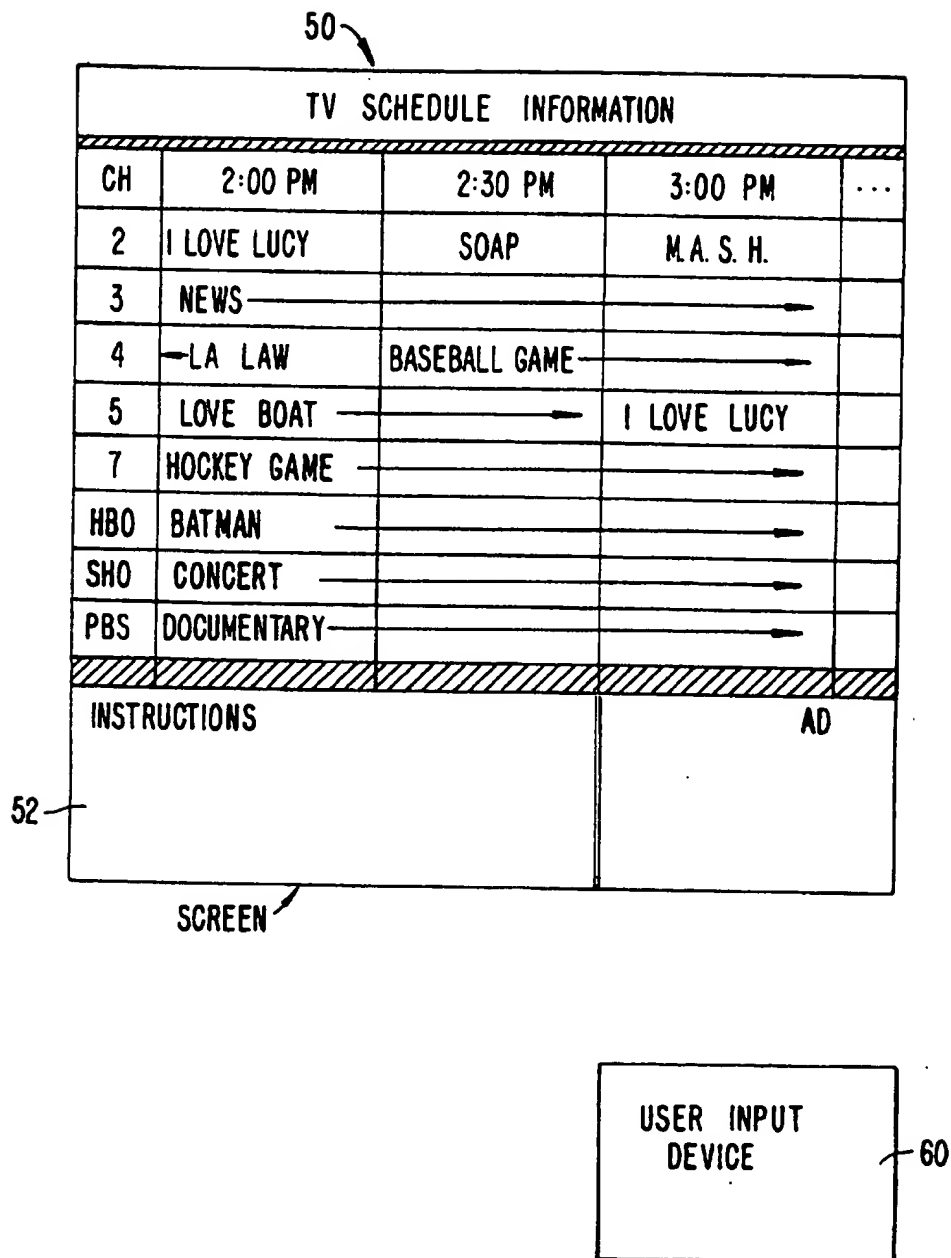 50
TV SCHEDULE INFORMATION
CH 2:00 PM 2:30 PM 3:00 PM ...
2 I LOVE LUCY SOAP M.A.S.H.
3 NEWS
4 LA LAW BASEBALL GAME
5 LOVE BOAT I LOVE LUCY
7 HOCKEY GAME
HBO BATMAN
SHO CONCERT
PBS DOCUMENTARY
INSTRUCTIONS AD
52
SCREEN
USER INPUT
DEVICE
60